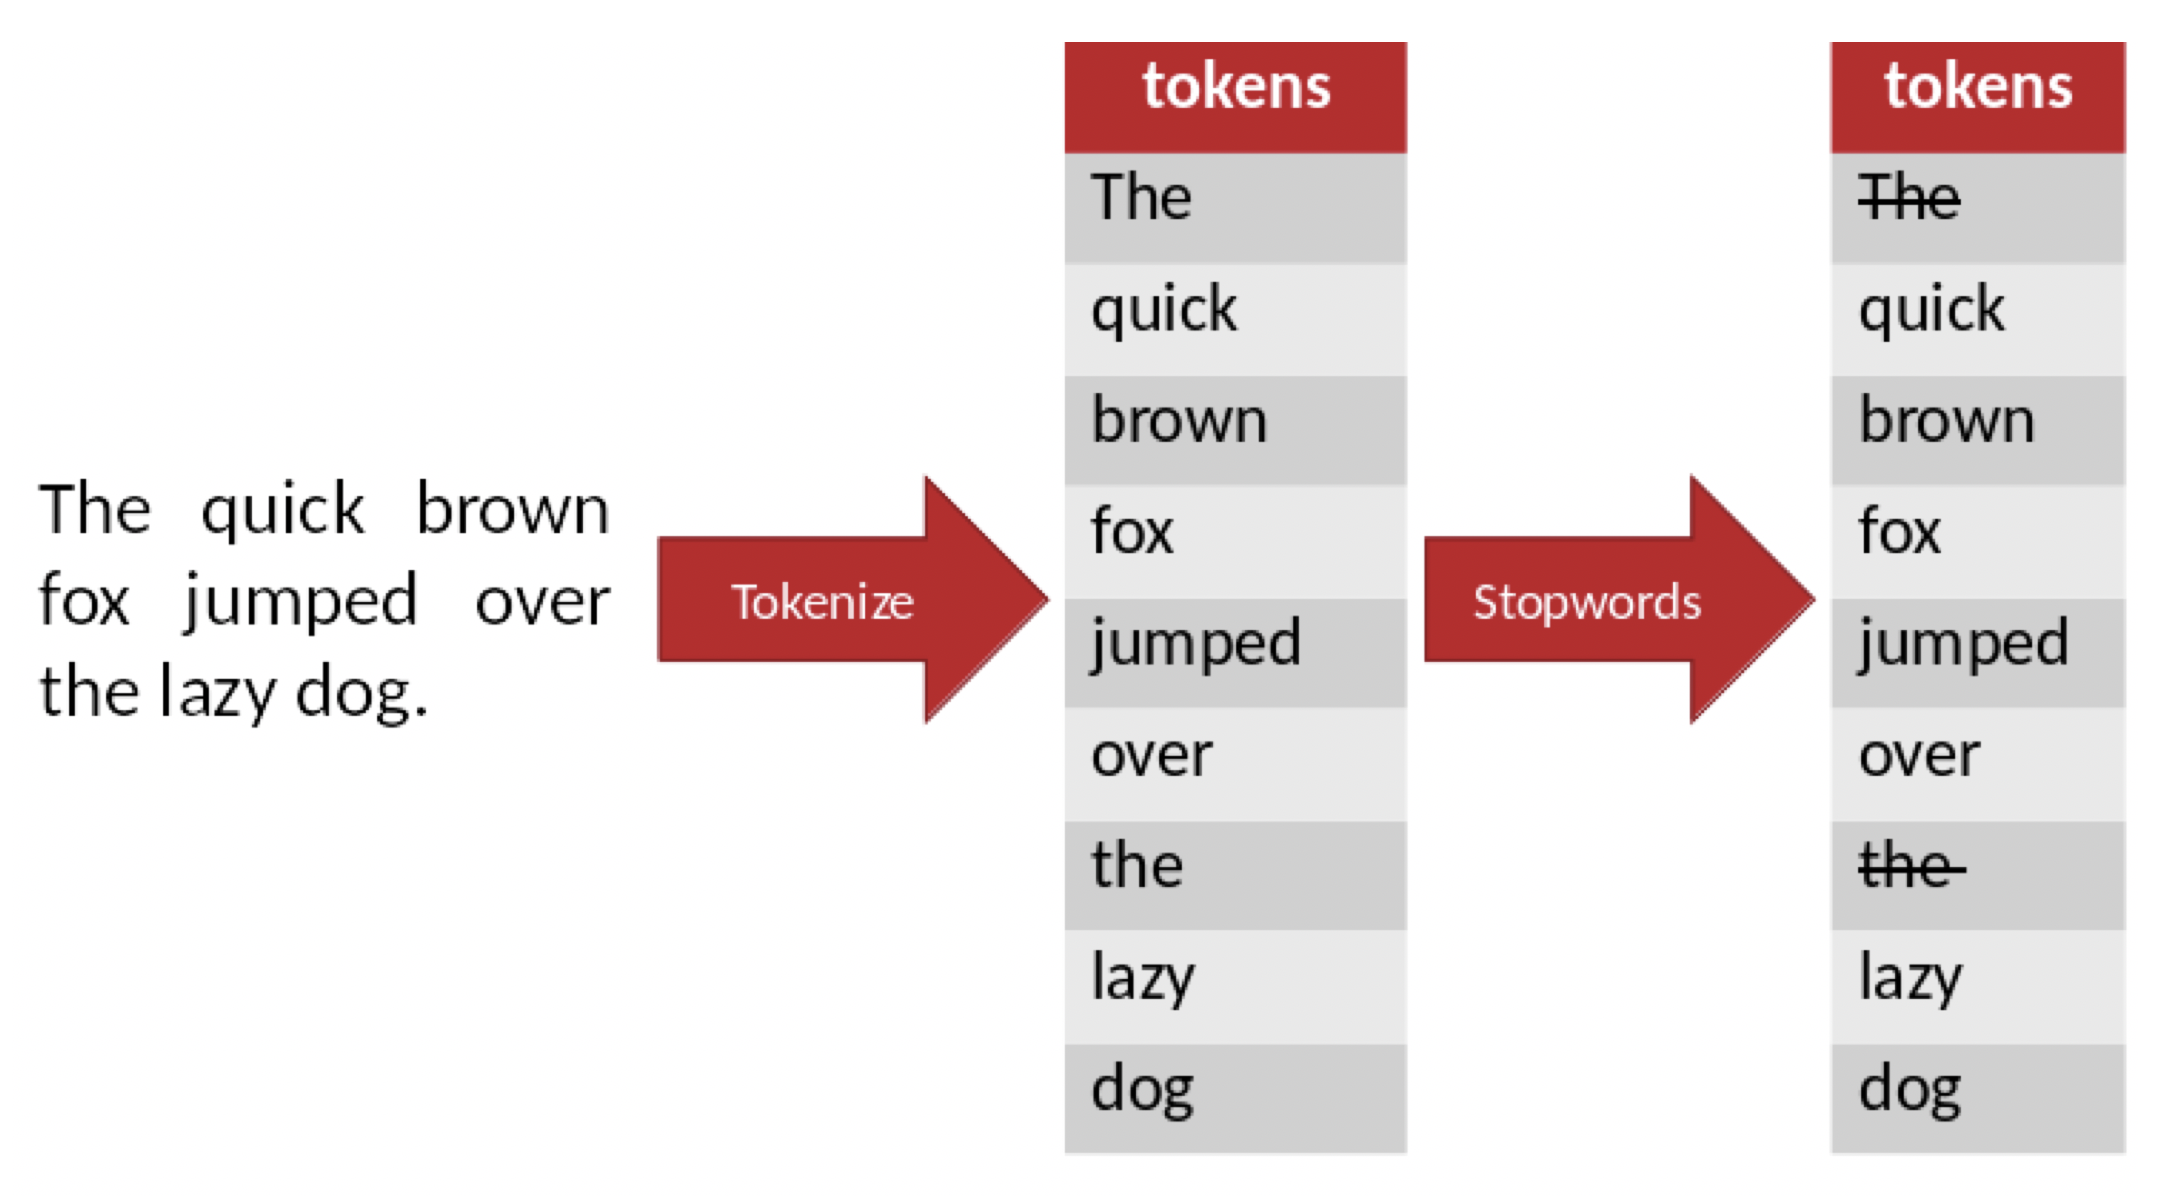 The quick brown
fox jumped over
the lazy dog.
Tokenize
tokens
The
quick
brown
fox
jumped
over
the
lazy
dog
Stopwords
tokens
The
quick
brown
fox
jumped
over
the
lazy
dog